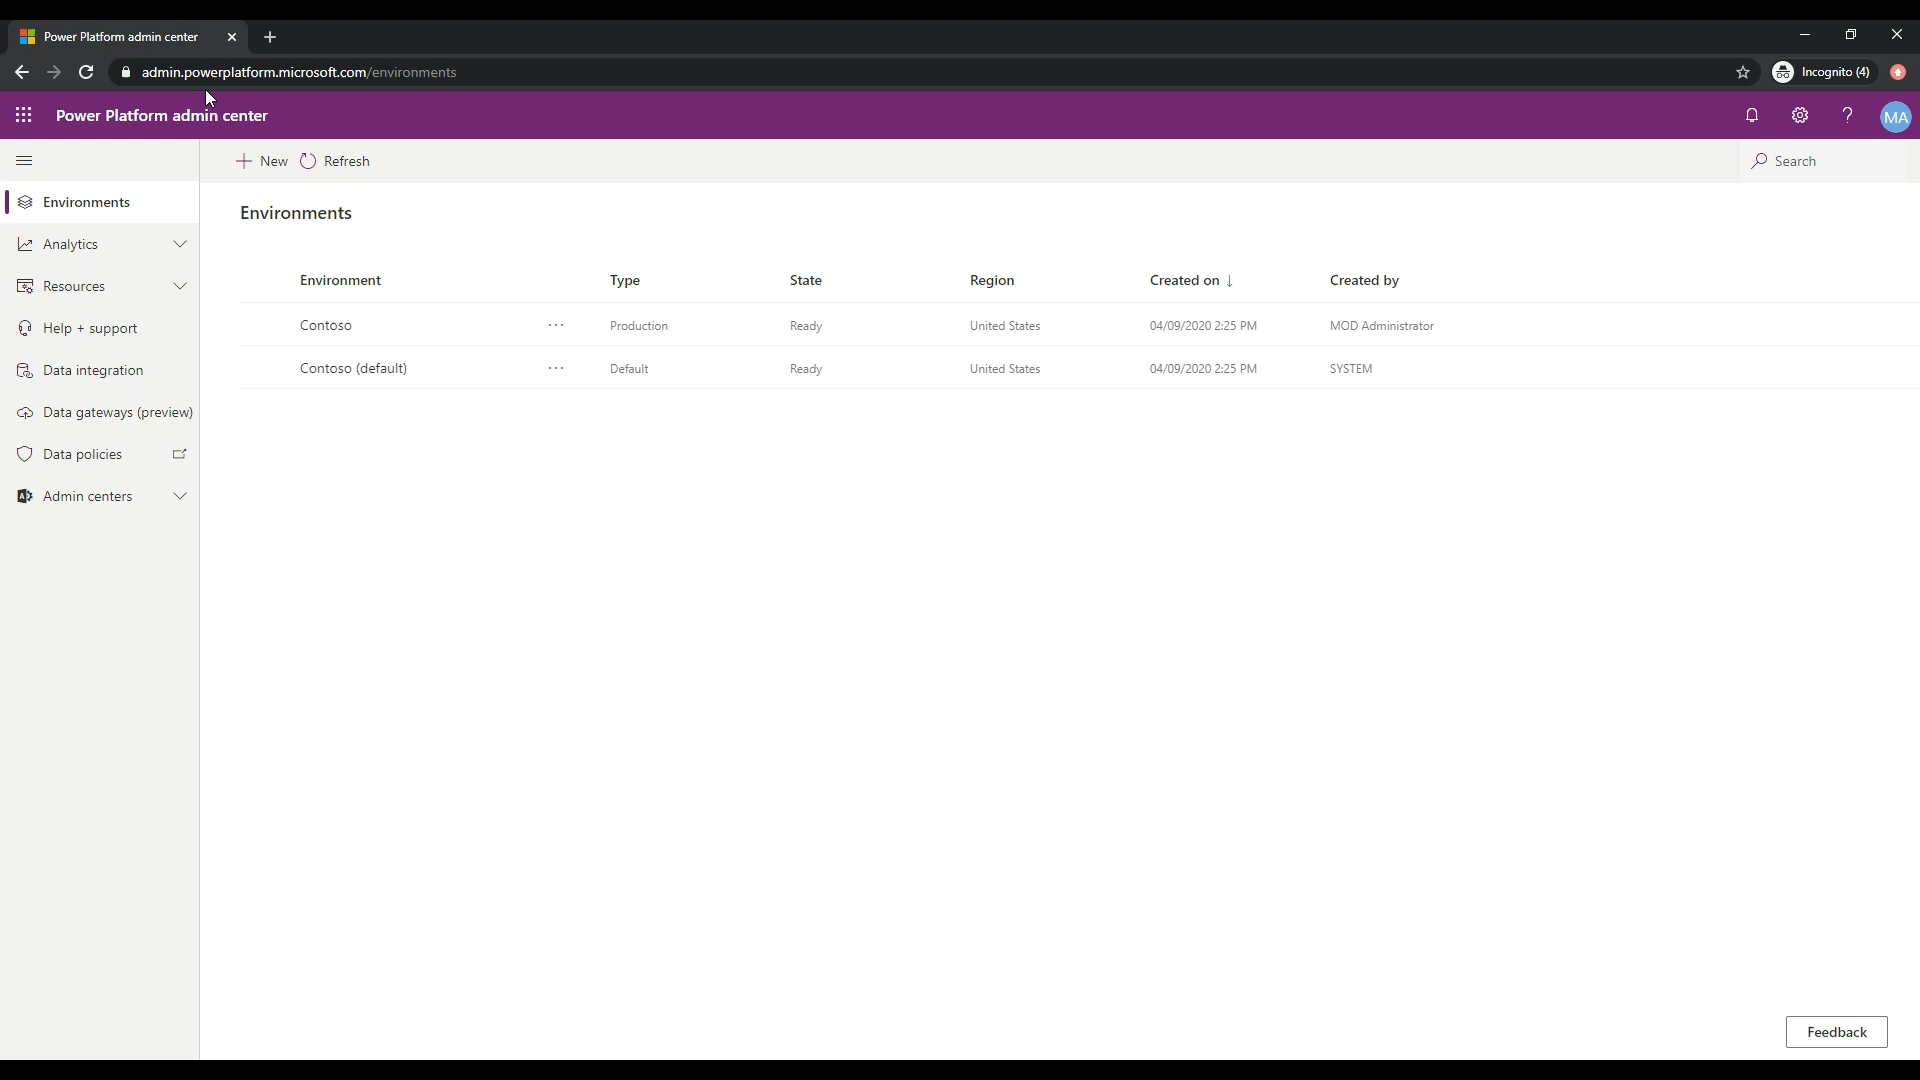 Power Platform admin center
admin.powerplatform.microsoft.com/environments
Incognito (4)
Power Platform admin center
MA
New
Refresh
Search
Environments
Analytics
Resources
Help + support
Data integration
Data gateways (preview)
Data policies
Admin centers
Environments
Environment Type State Region Created on ↓ Created by
Contoso ... Production Ready United States 04/09/2020 2:25 PM MOD Administrator
Contoso (default) ... Default Ready United States 04/09/2020 2:25 PM SYSTEM
Feedback